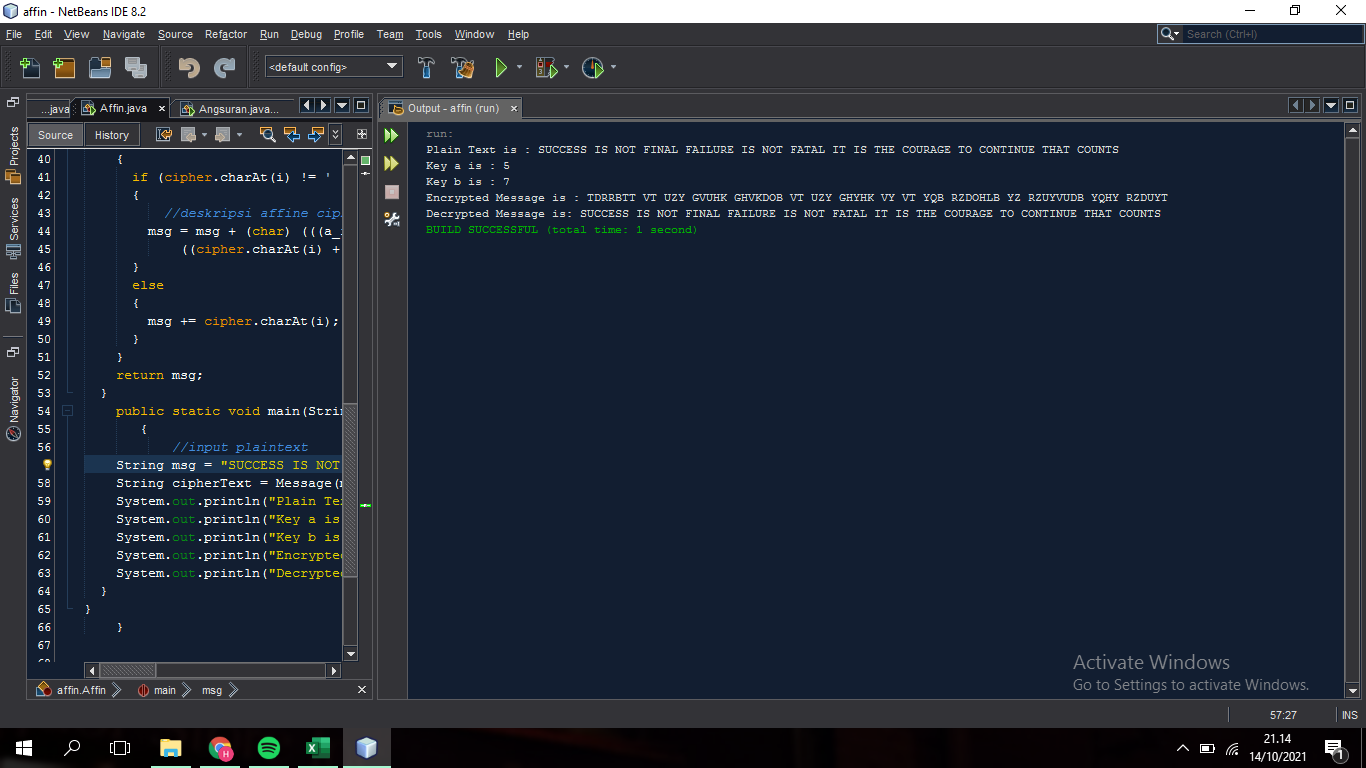 affin - NetBeans IDE 8.2
File Edit View Navigate Source Refactor Run Debug Profile Team Tools Window Help
Search (Ctrl+I)
<default config>
...java Affin.java Angsuran.java...
Source History
Projects
Services
Files
Navigator
40 {
41 if (cipher.charAt(i) != '
42 {
43 //deskripsi affine cip
44 msg = msg + (char) (((a_
45 ((cipher.charAt(i) +
46 }
47 else
48 {
49 msg += cipher.charAt(i);
50 }
51 }
52 return msg;
53 }
54 public static void main(Strin
55 {
56 //input plaintext
String msg = "SUCCESS IS NOT
58 String cipherText = Message(m
59 System.out.println("Plain Te
60 System.out.println("Key a is
61 System.out.println("Key b is
62 System.out.println("Encrypted
63 System.out.println("Decrypted
64 }
65 }
66 }
67
affin.Affin main msg
Output - affin (run)
run:
Plain Text is : SUCCESS IS NOT FINAL FAILURE IS NOT FATAL IT IS THE COURAGE TO CONTINUE THAT COUNTS
Key a is : 5
Key b is : 7
Encrypted Message is : TDRRBTT VT UZY GVUHK GHVKDOB VT UZY GHYHK VY VT YQB RZDOHLB YZ RZUYVUDB YQHY RZDUYT
Decrypted Message is: SUCCESS IS NOT FINAL FAILURE IS NOT FATAL IT IS THE COURAGE TO CONTINUE THAT COUNTS
BUILD SUCCESSFUL (total time: 1 second)
Activate Windows
Go to Settings to activate Windows.
57:27 INS
21.14
14/10/2021
1